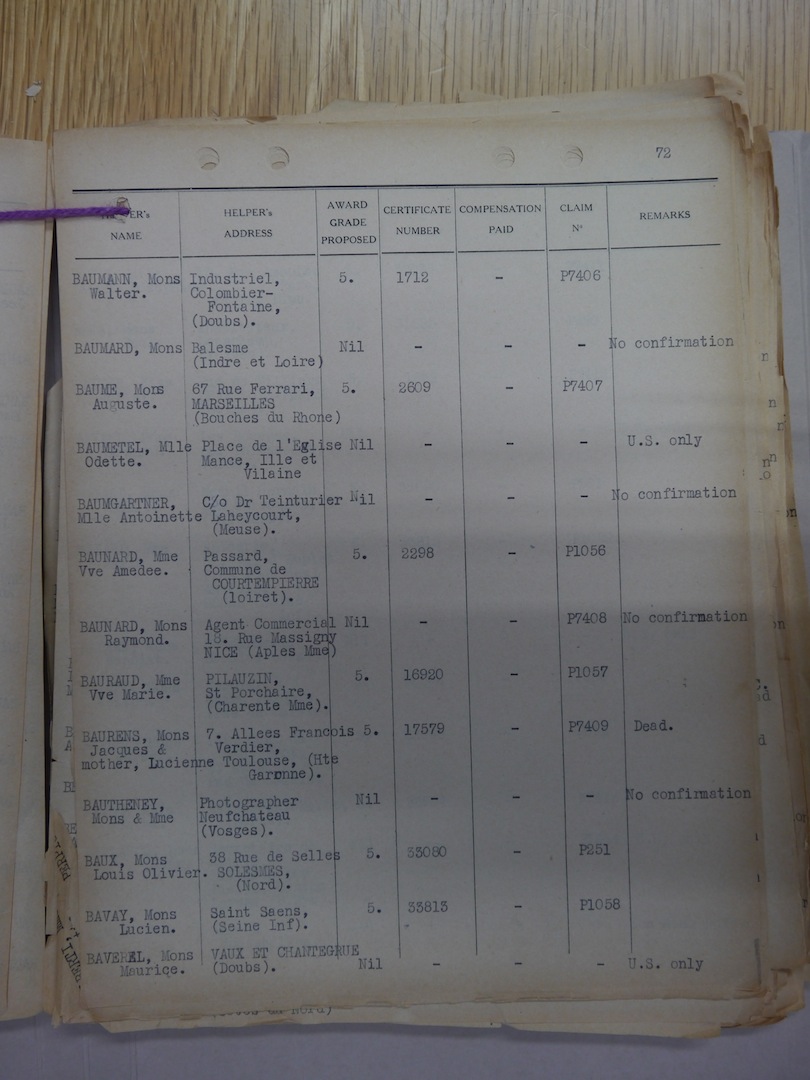 72
HELPER's NAME HELPER's ADDRESS AWARD GRADE PROPOSED CERTIFICATE NUMBER COMPENSATION PAID CLAIM N° REMARKS
BAUMANN, Mons Industriel, 5. 1712 - P7406
Walter. Colombier-
Fontaine,
(Doubs).
BAUMARD, Mons Balesme Nil - - - No confirmation
(Indre et Loire)
BAUME, Mons 67 Rue Ferrari, 5. 2609 - P7407
Auguste. MARSEILLES
(Bouches du Rhone)
BAUMETEL, Mlle Place de l'Eglise Nil - - - U.S. only
Odette. Mance, Ille et
Vilaine
BAUMGARTNER, C/o Dr Teinturier Nil - - - No confirmation
Mlle Antoinette Laheycourt,
(Meuse).
BAUNARD, Mme Passard, 5. 2298 - P1056
Vve Amedee. Commune de
COURTEMPIERRE
(loiret).
BAUNARD, Mons Agent Commercial Nil - - P7408 No confirmation
Raymond. 18. Rue Massigny
NICE (Aples Mme)
BAURAUD, Mme PILAUZIN, 5. 16920 - P1057
Vve Marie. St Porchaire,
(Charente Mme).
BAURENS, Mons 7. Allees Francois 5. 17579 - P7409 Dead.
Jacques & Verdier,
mother, Lucienne Toulouse, (Hte
Garonne).
BAUTHENEY, Photographer Nil - - - No confirmation
Mons & Mme Neufchateau
(Vosges).
BAUX, Mons 38 Rue de Selles 5. 33080 - P251
Louis Olivier. SOLESMES,
(Nord).
BAVAY, Mons Saint Saens, 5. 33813 - P1058
Lucien. (Seine Inf).
BAVEREL, Mons VAUX ET CHANTEGRUE
Maurice. (Doubs). Nil - - - U.S. only